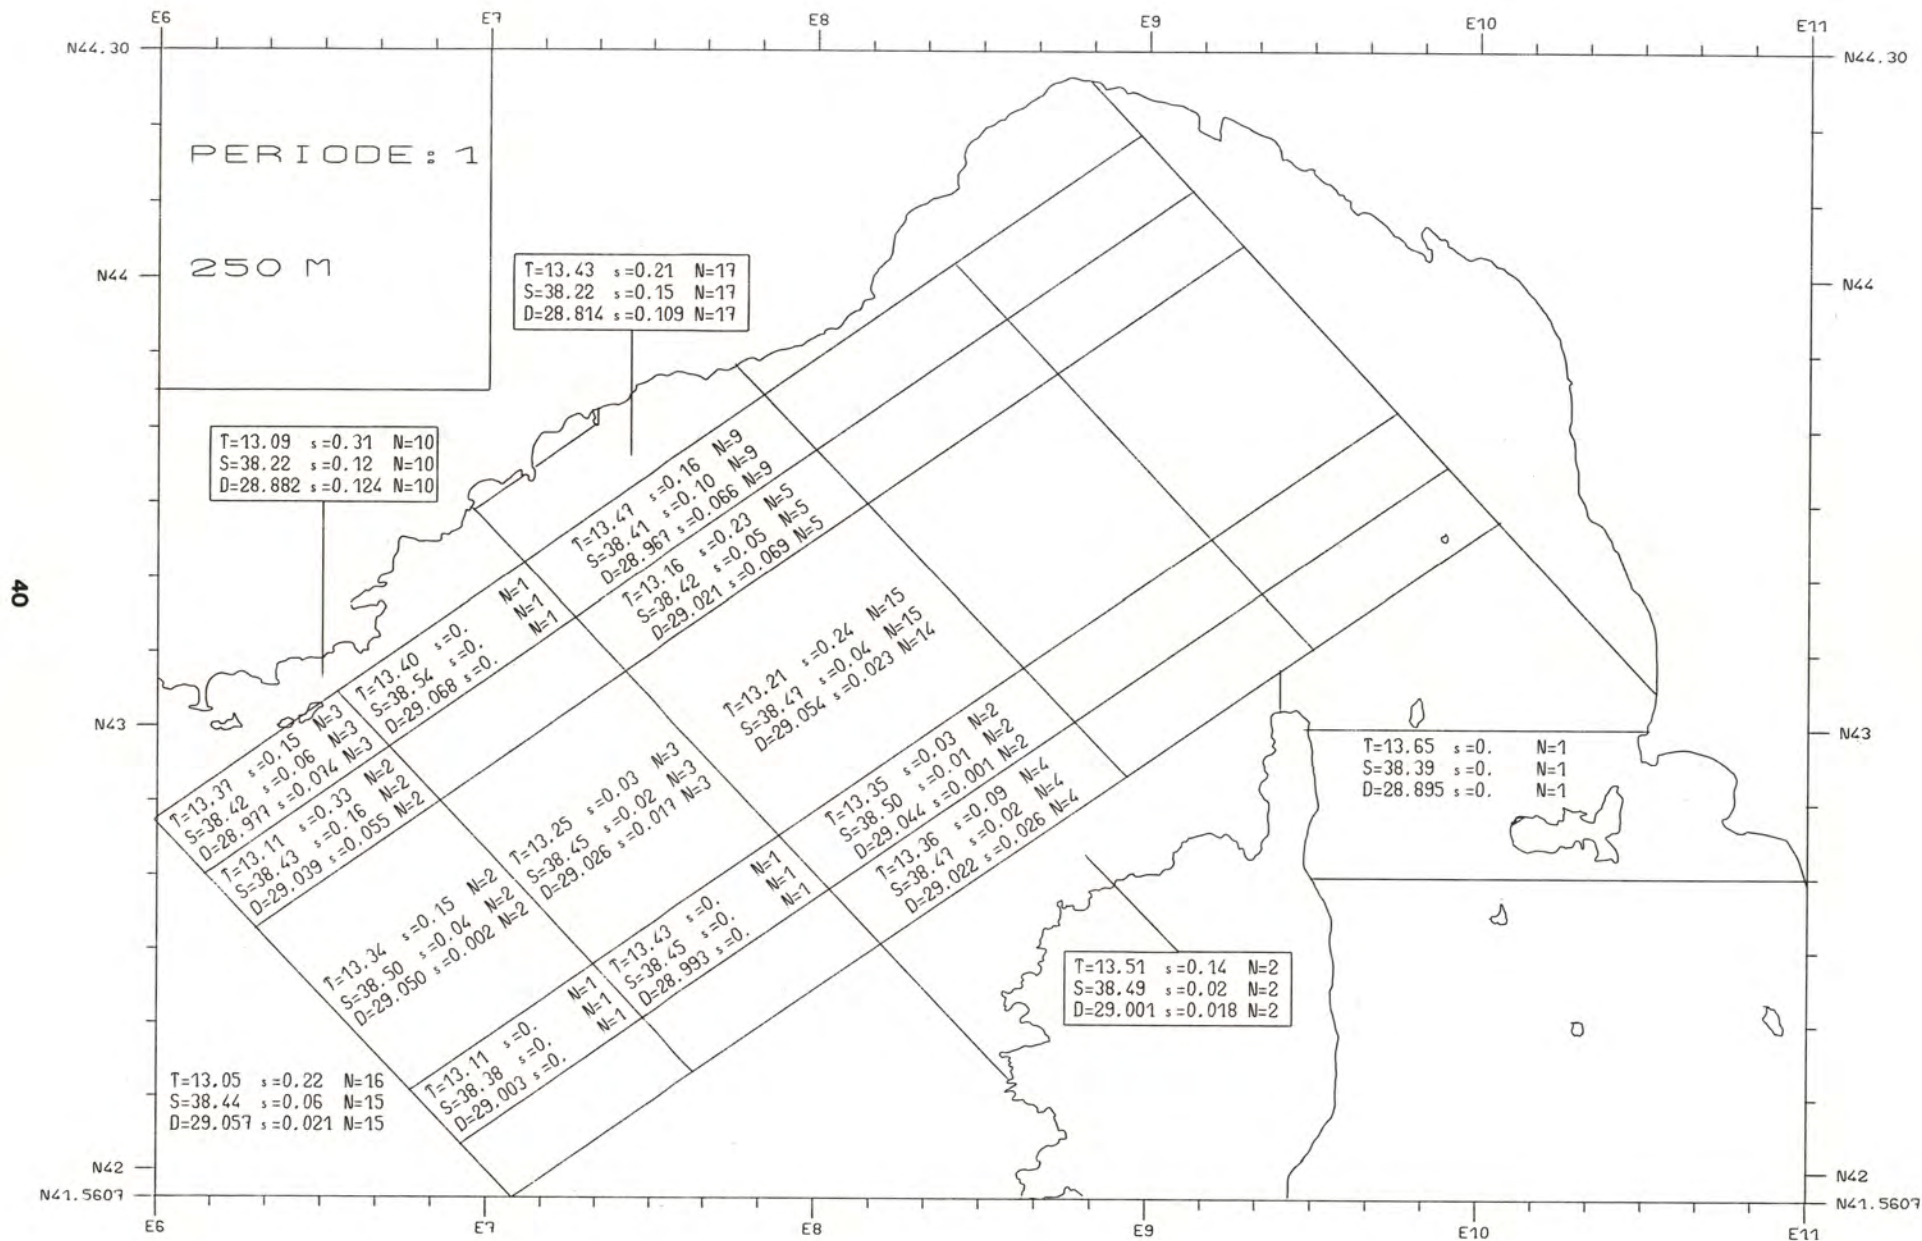 E6 E7 E8 E9 E10 E11
N44.30 N44.30
PERIODE: 1
250 M
N44 N44
T=13.43 s=0.21 N=17
S=38.22 s=0.15 N=17
D=28.814 s=0.109 N=17
T=13.09 s=0.31 N=10
S=38.22 s=0.12 N=10
D=28.882 s=0.124 N=10
T=13.47 s=0.16 N=9
S=38.41 s=0.10 N=9
D=28.967 s=0.066 N=9
T=13.16 s=0.23 N=5
S=38.42 s=0.05 N=5
D=29.021 s=0.069 N=5
40
T=13.40 s=0. N=1
S=38.54 s=0. N=1
D=29.068 s=0. N=1
T=13.21 s=0.24 N=15
S=38.47 s=0.04 N=15
D=29.054 s=0.023 N=14
N43 N43
T=13.37 s=0.15 N=3
S=38.42 s=0.06 N=3
D=28.977 s=0.074 N=3
T=13.11 s=0.33 N=2
S=38.43 s=0.16 N=2
D=29.039 s=0.055 N=2
T=13.25 s=0.03 N=3
S=38.45 s=0.02 N=3
D=29.026 s=0.017 N=3
T=13.35 s=0.03 N=2
S=38.50 s=0.01 N=2
D=29.044 s=0.001 N=2
T=13.36 s=0.09 N=4
S=38.47 s=0.02 N=4
D=29.022 s=0.026 N=4
T=13.65 s=0. N=1
S=38.39 s=0. N=1
D=28.895 s=0. N=1
T=13.34 s=0.15 N=2
S=38.50 s=0.04 N=2
D=29.050 s=0.002 N=2
T=13.43 s=0. N=1
S=38.45 s=0. N=1
D=28.993 s=0. N=1
T=13.51 s=0.14 N=2
S=38.49 s=0.02 N=2
D=29.001 s=0.018 N=2
T=13.11 s=0. N=1
S=38.38 s=0. N=1
D=29.003 s=0. N=1
T=13.05 s=0.22 N=16
S=38.44 s=0.06 N=15
D=29.057 s=0.021 N=15
N42 N42
N41.5607 N41.5607
E6 E7 E8 E9 E10 E11